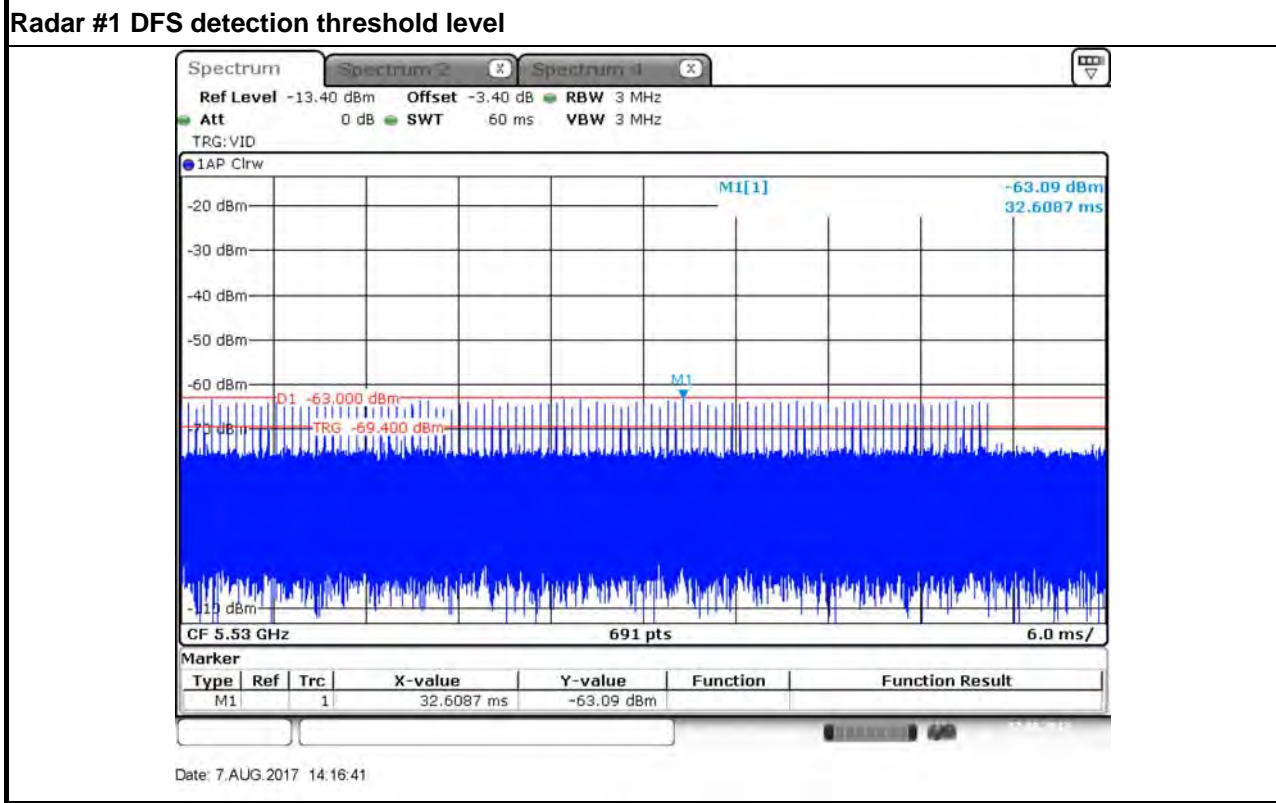 Radar #1 DFS detection threshold level
Spectrum Spectrum 2 X Spectrum 4 X
Ref Level -13.40 dBm Offset -3.40 dB RBW 3 MHz
Att 0 dB SWT 60 ms VBW 3 MHz
TRG:VID
1AP Clrw
M1[1] -63.09 dBm
32.6087 ms
-20 dBm
-30 dBm
-40 dBm
-50 dBm
-60 dBm
M1
D1 -63.000 dBm
-70 dBm
TRG -69.400 dBm
-110 dBm
CF 5.53 GHz 691 pts 6.0 ms/
Marker
Type Ref Trc X-value Y-value Function Function Result
M1 1 32.6087 ms -63.09 dBm
Date: 7.AUG.2017 14:16:41